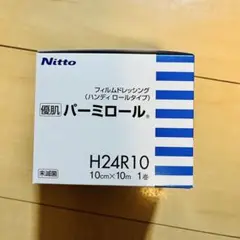 Nitto
フィルムドレッシング
〈ハンディ ロールタイプ〉
優肌 パーミロール®
H24R10
未滅菌 10cm×10m 1巻